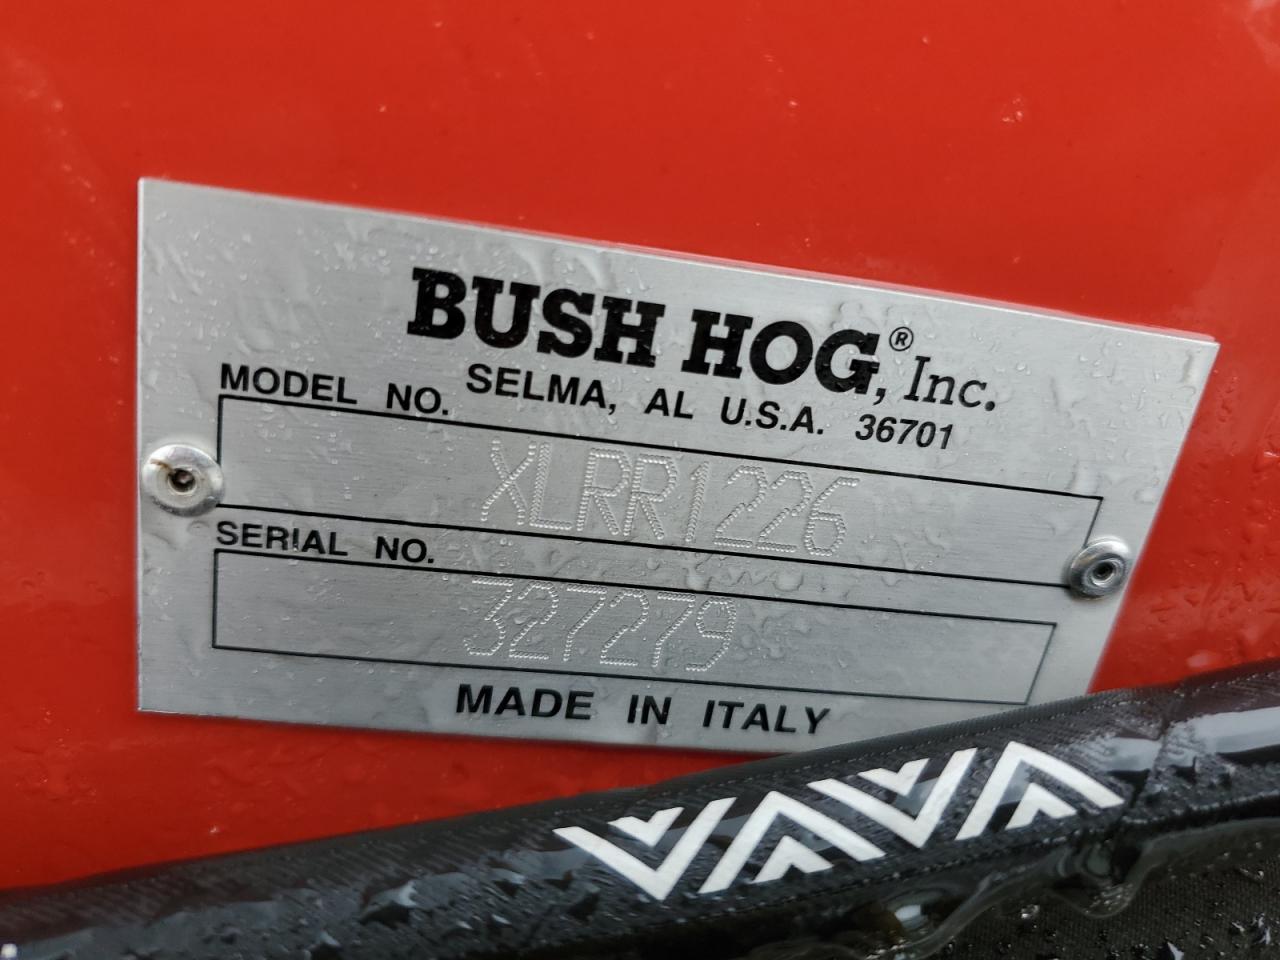 BUSH HOG®, Inc.
SELMA, AL U.S.A. 36701
MODEL NO.
XLRR1226
SERIAL NO.
327279
MADE IN ITALY